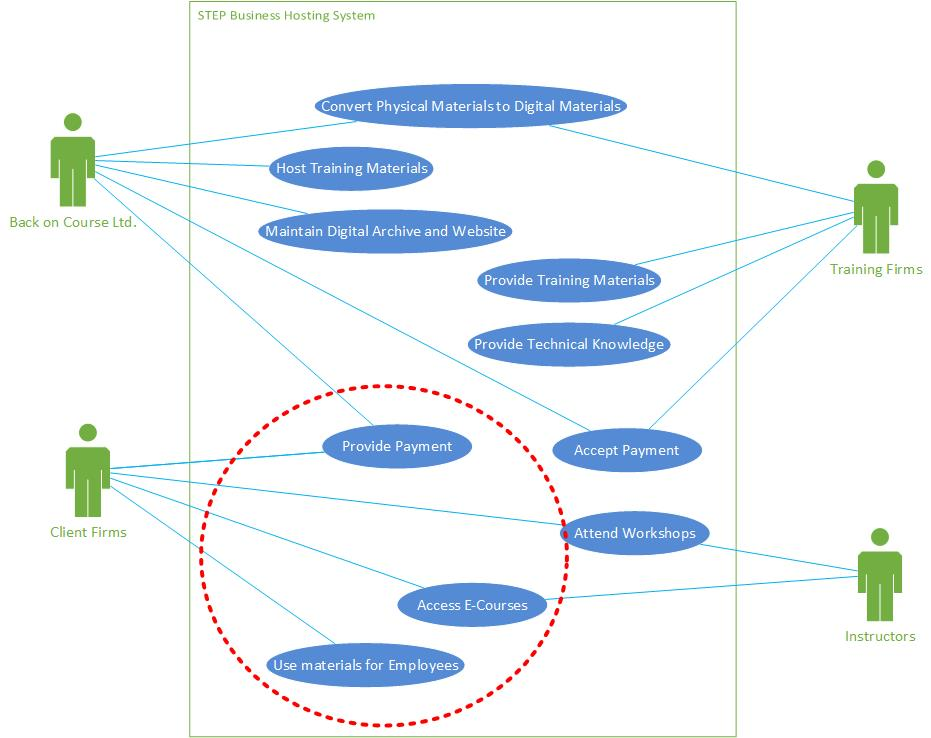 STEP Business Hosting System
Convert Physical Materials to Digital Materials
Host Training Materials
Back on Course Ltd.
Maintain Digital Archive and Website
Training Firms
Provide Training Materials
Provide Technical Knowledge
Provide Payment
Accept Payment
Client Firms
Attend Workshops
Access E-Courses
Instructors
Use materials for Employees